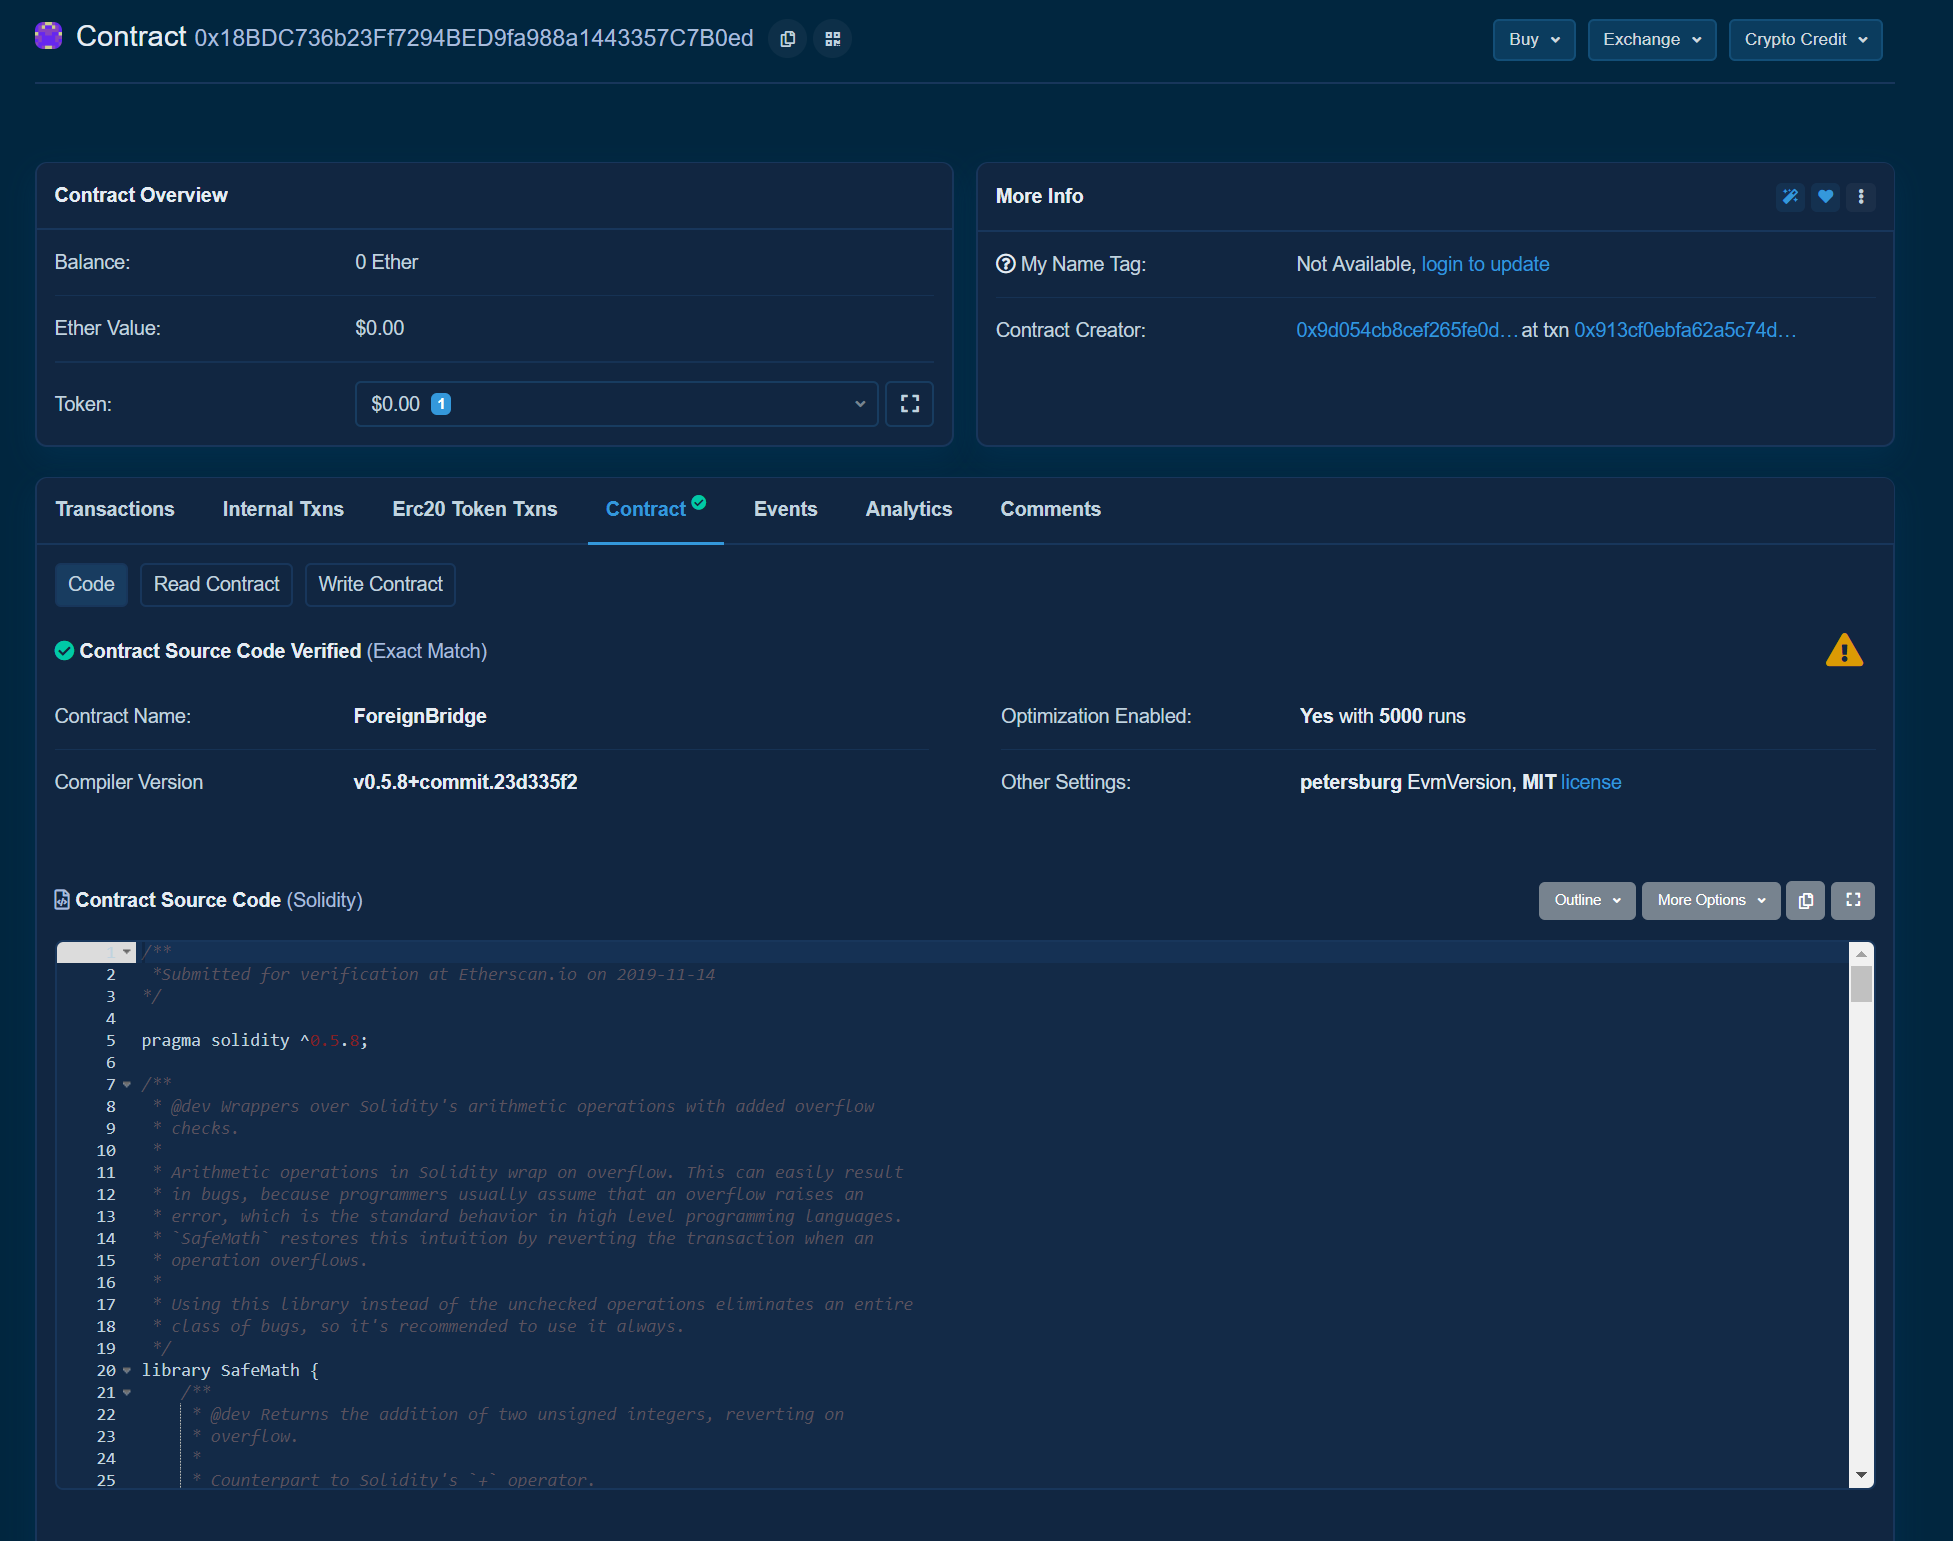 Contract 0x18BDC736b23Ff7294BED9fa988a1443357C7B0ed
Buy
Exchange
Crypto Credit
Contract Overview
Balance: 0 Ether
Ether Value: $0.00
Token: $0.00 1
More Info
My Name Tag: Not Available, login to update
Contract Creator: 0x9d054cb8cef265fe0d... at txn 0x913cf0ebfa62a5c74d...
Transactions
Internal Txns
Erc20 Token Txns
Contract
Events
Analytics
Comments
Code
Read Contract
Write Contract
Contract Source Code Verified (Exact Match)
Contract Name: ForeignBridge
Compiler Version v0.5.8+commit.23d335f2
Optimization Enabled: Yes with 5000 runs
Other Settings: petersburg EvmVersion, MIT license
Contract Source Code (Solidity)
Outline
More Options
1 /**
2 *Submitted for verification at Etherscan.io on 2019-11-14
3 */
4
5 pragma solidity ^0.5.8;
6
7 /**
8 * @dev Wrappers over Solidity's arithmetic operations with added overflow
9 * checks.
10 *
11 * Arithmetic operations in Solidity wrap on overflow. This can easily result
12 * in bugs, because programmers usually assume that an overflow raises an
13 * error, which is the standard behavior in high level programming languages.
14 * `SafeMath` restores this intuition by reverting the transaction when an
15 * operation overflows.
16 *
17 * Using this library instead of the unchecked operations eliminates an entire
18 * class of bugs, so it's recommended to use it always.
19 */
20 library SafeMath {
21 /**
22 * @dev Returns the addition of two unsigned integers, reverting on
23 * overflow.
24 *
25 * Counterpart to Solidity's `+` operator.